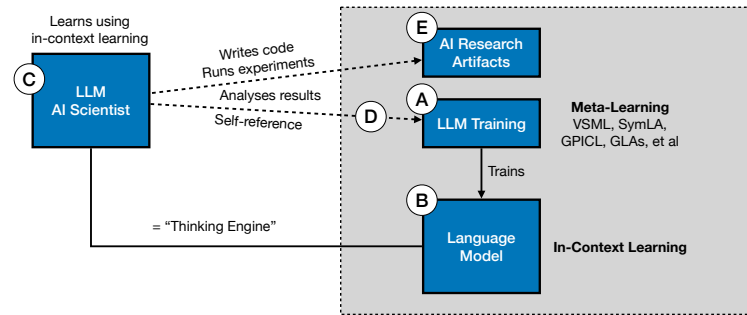 Learns using
in-context learning
C
LLM
AI Scientist
Writes code
Runs experiments
Analyses results
Self-reference
D
E
AI Research
Artifacts
A
LLM Training
Meta-Learning
VSML, SymLA,
GPICL, GLAs, et al
Trains
B
Language
Model
In-Context Learning
= “Thinking Engine”